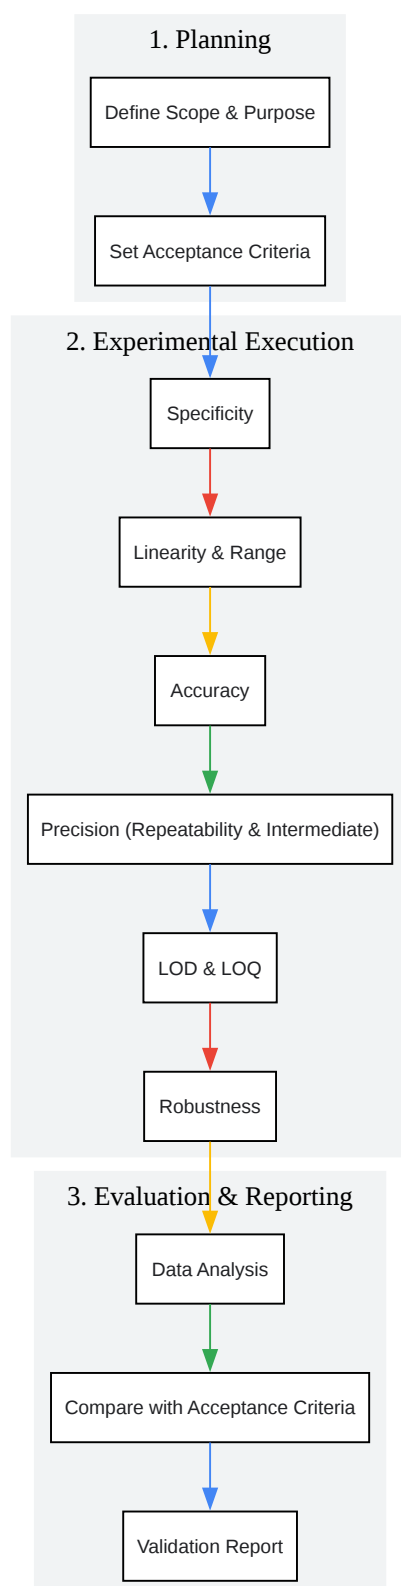 1. Planning
Define Scope & Purpose
Set Acceptance Criteria
2. Experimental Execution
Specificity
Linearity & Range
Accuracy
Precision (Repeatability & Intermediate)
LOD & LOQ
Robustness
3. Evaluation & Reporting
Data Analysis
Compare with Acceptance Criteria
Validation Report